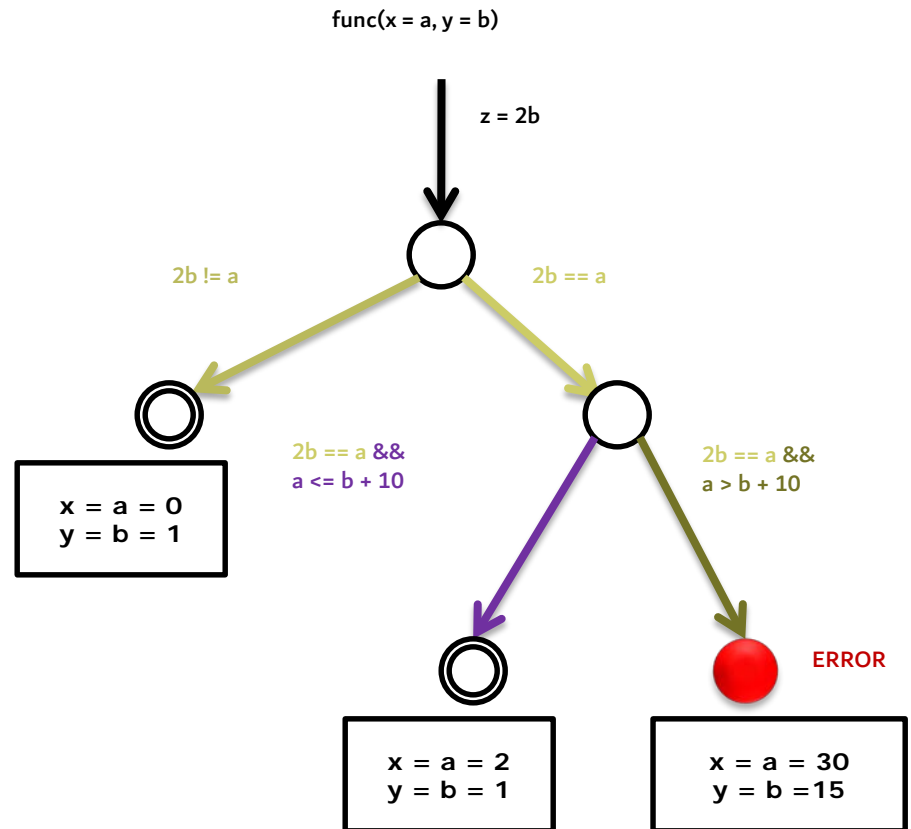 func(x = a, y = b)
z = 2b
2b != a
2b == a
2b == a &&
a <= b + 10
2b == a &&
a > b + 10
x = a = 0
y = b = 1
ERROR
x = a = 2
y = b = 1
x = a = 30
y = b =15